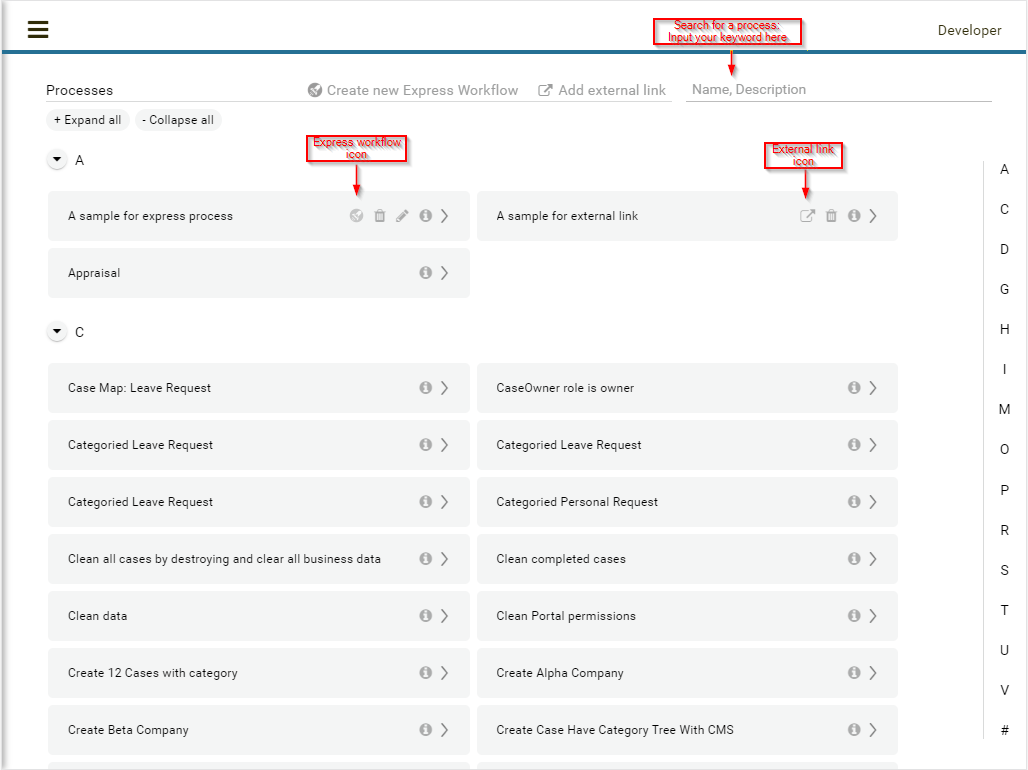 Search for a process:
Input your keyword here
Developer
Processes
Create new Express Workflow
Add external link
Name, Description
+ Expand all
- Collapse all
Express workflow
icon
External link
icon
A
A sample for express process
A sample for external link
Appraisal
C
Case Map: Leave Request
CaseOwner role is owner
Categoried Leave Request
Categoried Leave Request
Categoried Leave Request
Categoried Personal Request
Clean all cases by destroying and clear all business data
Clean completed cases
Clean data
Clean Portal permissions
Create 12 Cases with category
Create Alpha Company
Create Beta Company
Create Case Have Category Tree With CMS
A
C
D
G
H
I
M
O
P
R
S
T
U
V
#